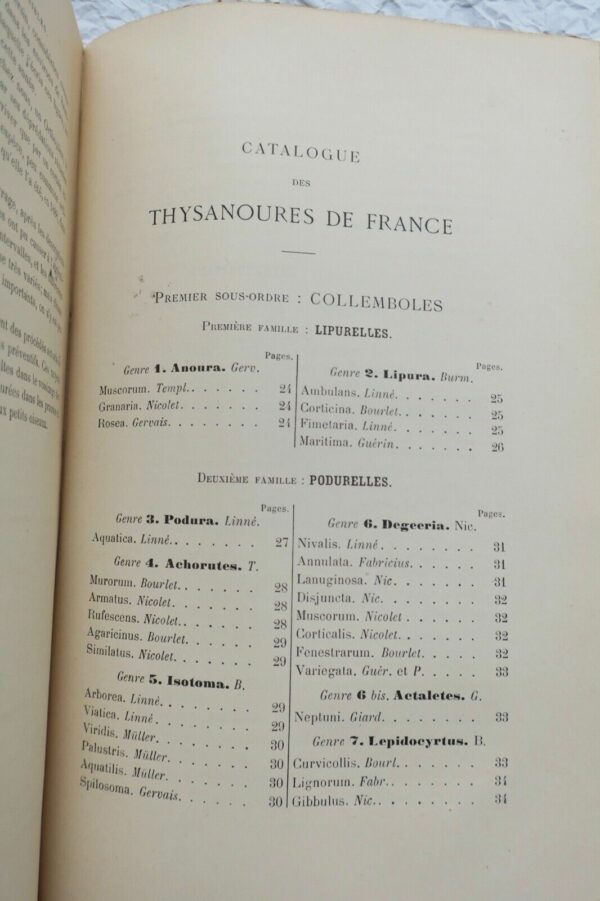 CATALOGUE
DES
THYSANOURES DE FRANCE
PREMIER SOUS-ORDRE : COLLEMBOLES
PREMIÈRE FAMILLE : LIPURELLES.
Pages.
Genre 1. Anoura. Gerv.
Muscorum. Templ. . . . . . . 24
Granaria. Nicolet . . . . . . 24
Rosea. Gervais. . . . . . . . 24
Pages.
Genre 2. Lipura. Burm.
Ambulans. Linné. . . . . . . 25
Corticina. Bourlet. . . . . . . 25
Fimetaria. Linné. . . . . . . 25
Maritima. Guérin. . . . . . . 26
DEUXIÈME FAMILLE : PODURELLES.
Pages.
Genre 3. Podura. Linné.
Aquatica. Linné. . . . . . . . 27
Genre 4. Achorutes. T.
Murorum. Bourlet. . . . . . . 28
Armatus. Nicolet. . . . . . . 28
Rufescens. Nicolet. . . . . . 28
Agaricinus. Bourlet. . . . . . 29
Similatus. Nicolet. . . . . . . 29
Genre 5. Isotoma. B.
Arborea. Linné. . . . . . . . 29
Viatica. Linné. . . . . . . . 29
Viridis. Müller. . . . . . . . 30
Palustris. Müller. . . . . . . 30
Aquatilis. Müller . . . . . . 30
Spilosoma. Gervais. . . . . . 30
Pages.
Genre 6. Degeeria. Nic.
Nivalis. Linné . . . . . . . . 31
Annulata. Fabricius. . . . . . 31
Lanuginosa. Nic. . . . . . . 31
Disjuncta. Nic. . . . . . . . 32
Muscorum. Nicolet . . . . . . 32
Corticalis. Nicolet. . . . . . . 32
Fenestrarum. Bourlet. . . . . 32
Variegata. Guér. et P. . . . . 33
Genre 6 bis. Actaletes. G.
Neptuni. Giard. . . . . . . . 33
Genre 7. Lepidocyrtus. B.
Curvicollis. Bourl. . . . . . . 33
Lignorum. Fabr. . . . . . . . 34
Gibbulus. Nic. . . . . . . . . 34